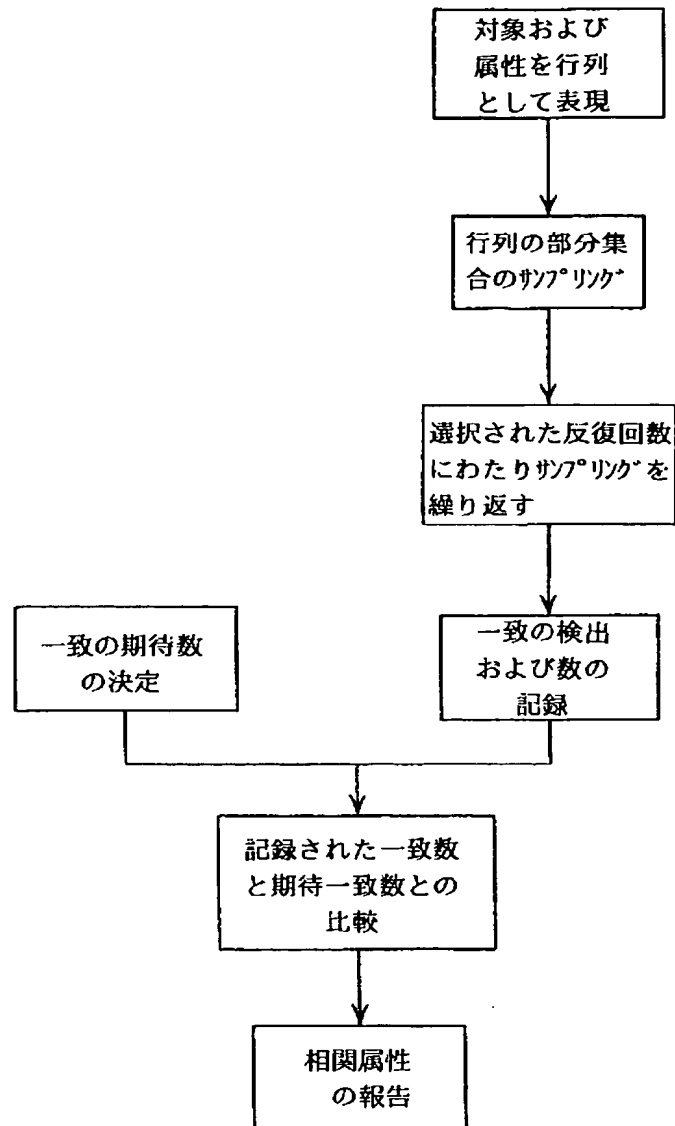 対象および
属性を行列
として表現
行列の部分集
合のｻﾝﾌﾟﾘﾝｸﾞ
選択された反復回数
にわたりｻﾝﾌﾟﾘﾝｸﾞを
繰り返す
一致の期待数
の決定
一致の検出
および数の
記録
記録された一致数
と期待一致数との
比較
相関属性
の報告